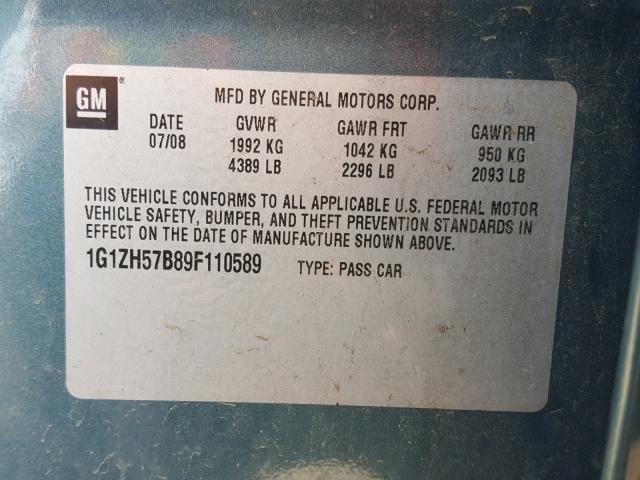 GM®
MFD BY GENERAL MOTORS CORP.
DATE GVWR GAWR FRT GAWR RR
07/08 1992 KG 1042 KG 950 KG
4389 LB 2296 LB 2093 LB
THIS VEHICLE CONFORMS TO ALL APPLICABLE U.S. FEDERAL MOTOR
VEHICLE SAFETY, BUMPER, AND THEFT PREVENTION STANDARDS IN
EFFECT ON THE DATE OF MANUFACTURE SHOWN ABOVE.
1G1ZH57B89F110589 TYPE: PASS CAR